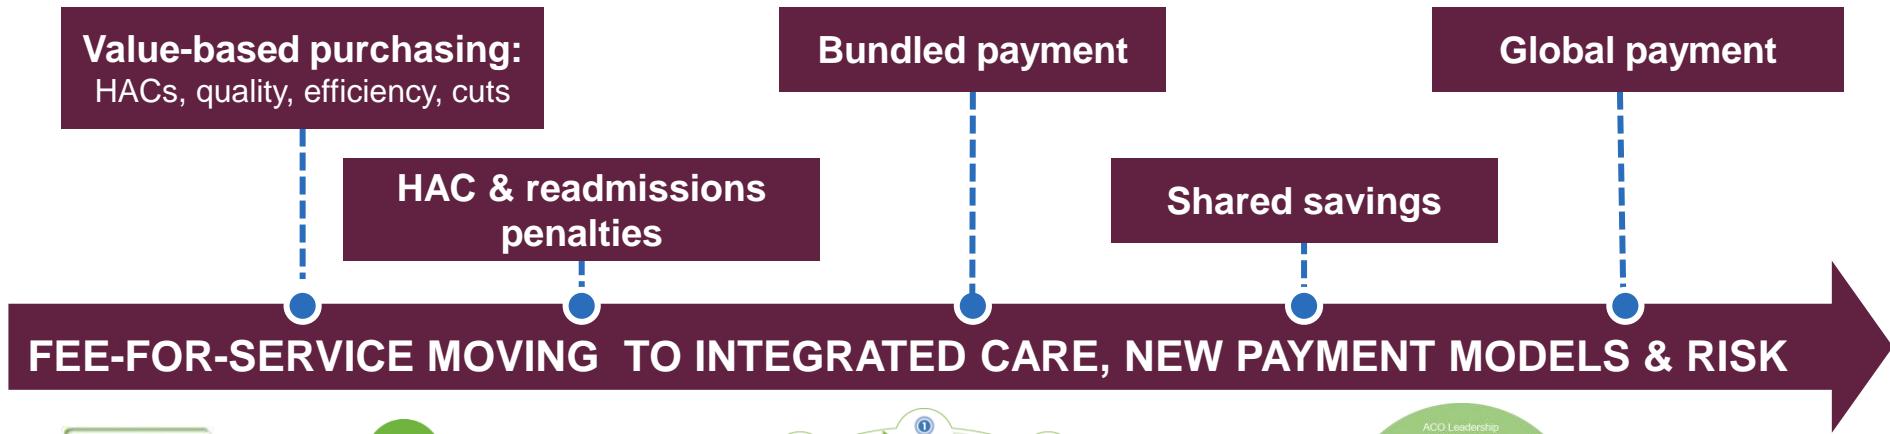 Value-based purchasing:
HACs, quality, efficiency, cuts
Bundled payment
Global payment
HAC & readmissions
penalties
Shared savings
FEE-FOR-SERVICE MOVING TO INTEGRATED CARE, NEW PAYMENT MODELS & RISK
1
ACO Leadership